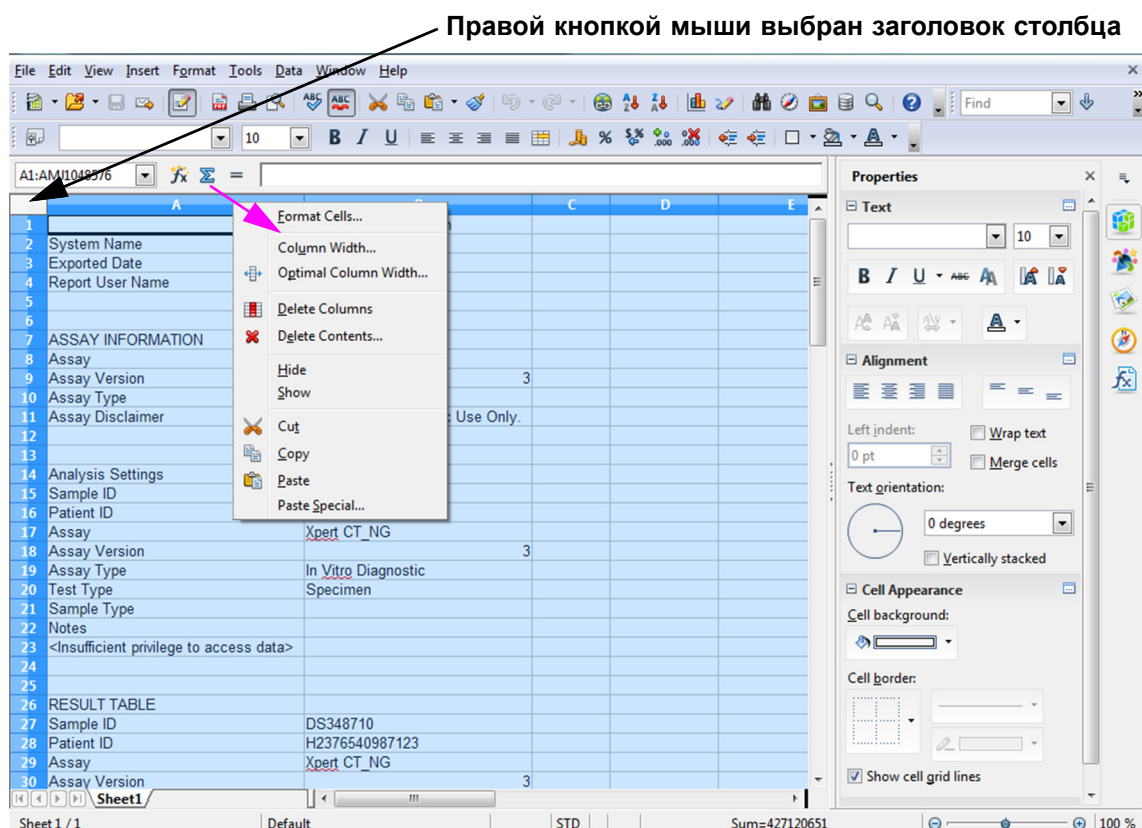 Правой кнопкой мыши выбран заголовок столбца
File Edit View Insert Format Tools Data Window Help
Find
10
A1:AMJ1048576
Properties
A C D E
Text
10
Alignment
Left indent:
0 pt
Wrap text
Merge cells
Text orientation:
0 degrees
Vertically stacked
Cell Appearance
Cell background:
Cell border:
Show cell grid lines
Format Cells...
Column Width...
Optimal Column Width...
Delete Columns
Delete Contents...
Hide
Show
Cut
Copy
Paste
Paste Special...
1
2 System Name
3 Exported Date
4 Report User Name
5
6
7 ASSAY INFORMATION
8 Assay
9 Assay Version 3
10 Assay Type
11 Assay Disclaimer Use Only.
12
13
14 Analysis Settings
15 Sample ID
16 Patient ID
17 Assay Xpert CT_NG
18 Assay Version 3
19 Assay Type In Vitro Diagnostic
20 Test Type Specimen
21 Sample Type
22 Notes
23 <Insufficient privilege to access data>
24
25
26 RESULT TABLE
27 Sample ID DS348710
28 Patient ID H2376540987123
29 Assay Xpert CT_NG
30 Assay Version 3
Sheet1
Sheet 1 / 1 Default STD Sum=427120651 100 %